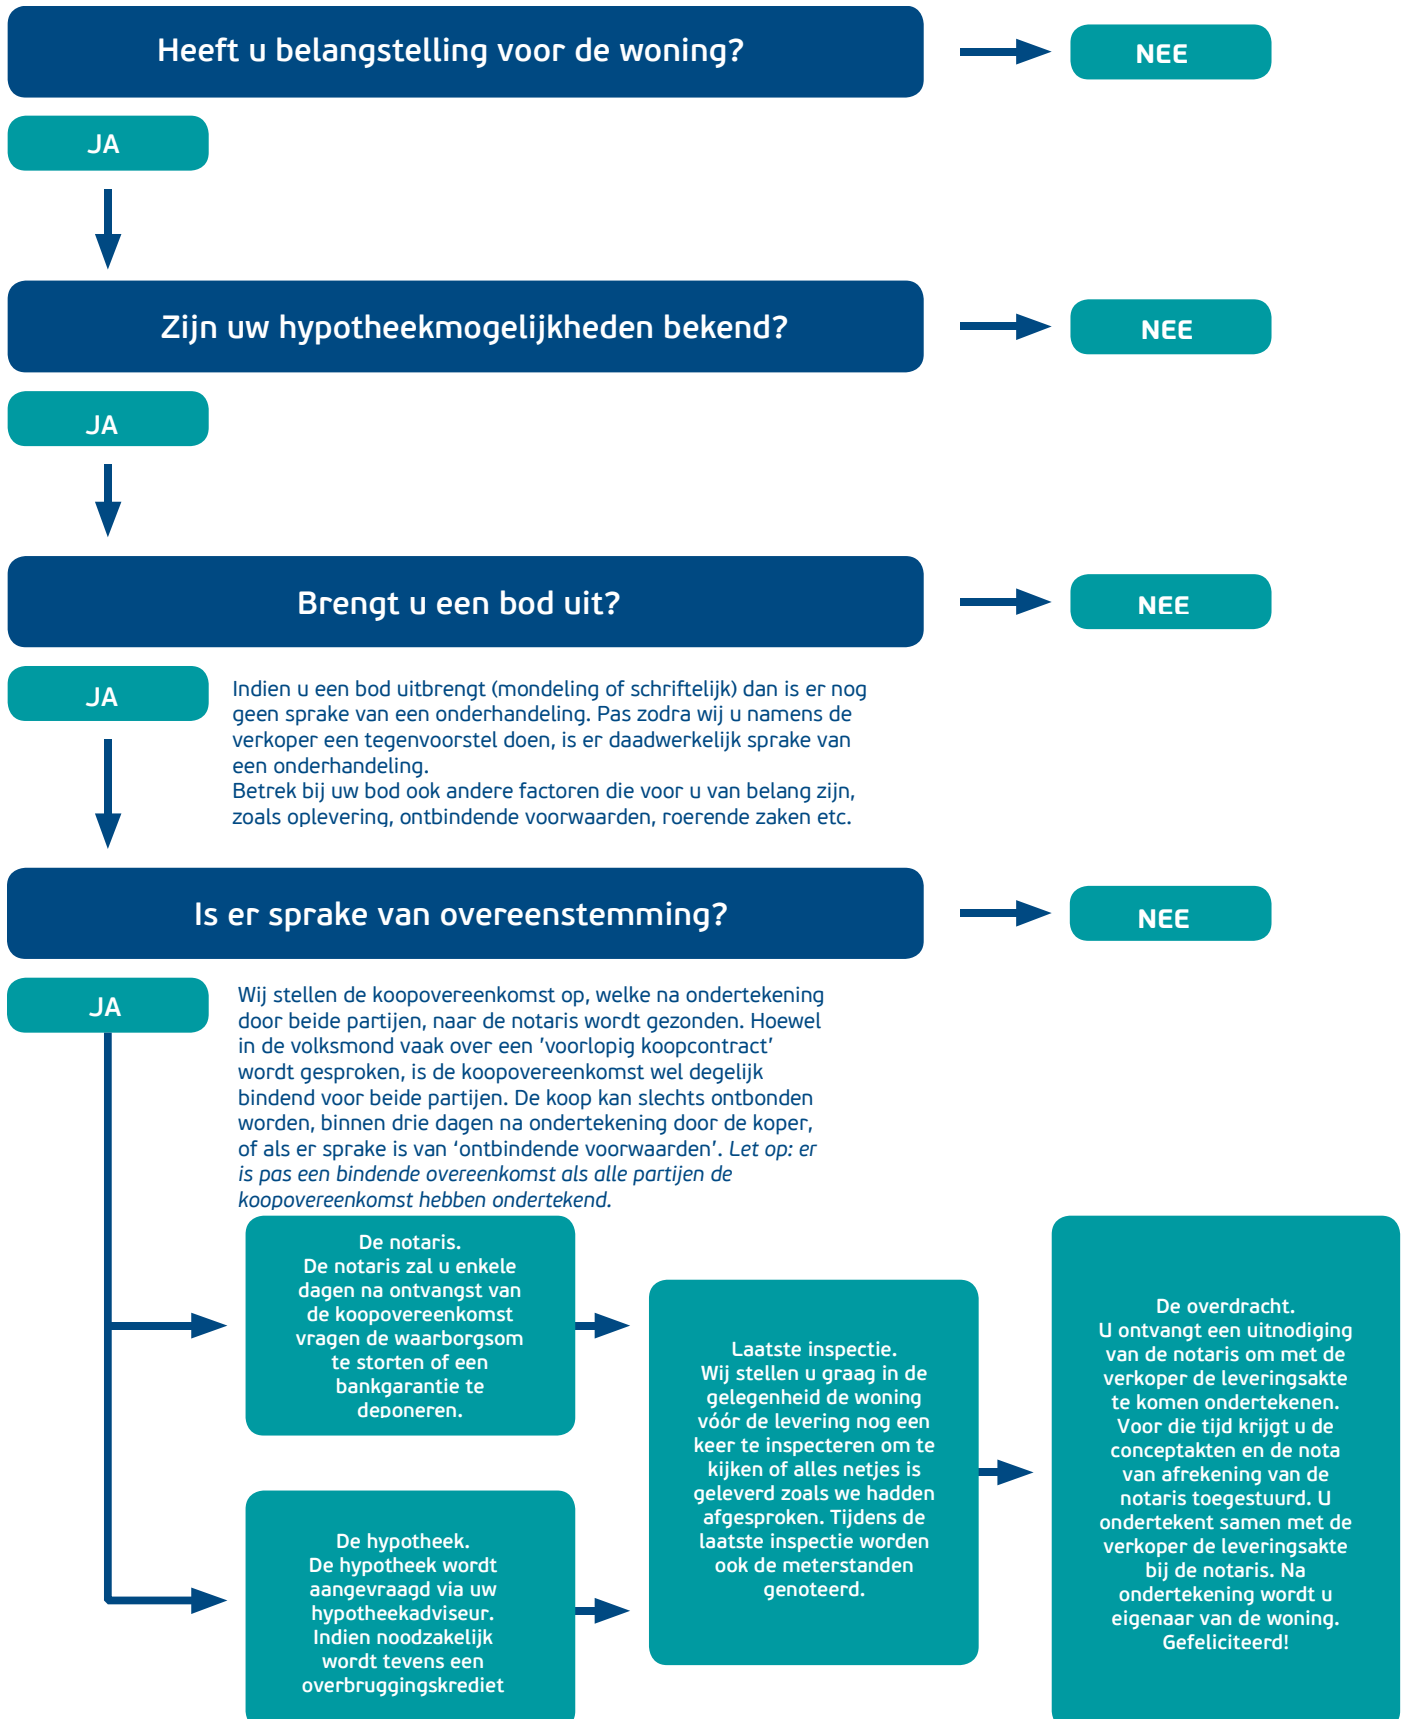 Heeft u belangstelling voor de woning?
NEE
JA
Zijn uw hypotheekmogelijkheden bekend?
NEE
JA
Brengt u een bod uit?
NEE
JA
Indien u een bod uitbrengt (mondeling of schriftelijk) dan is er nog
geen sprake van een onderhandeling. Pas zodra wij u namens de
verkoper een tegenvoorstel doen, is er daadwerkelijk sprake van
een onderhandeling.
Betrek bij uw bod ook andere factoren die voor u van belang zijn,
zoals oplevering, ontbindende voorwaarden, roerende zaken etc.
Is er sprake van overeenstemming?
NEE
JA
Wij stellen de koopovereenkomst op, welke na ondertekening
door beide partijen, naar de notaris wordt gezonden. Hoewel
in de volksmond vaak over een 'voorlopig koopcontract'
wordt gesproken, is de koopovereenkomst wel degelijk
bindend voor beide partijen. De koop kan slechts ontbonden
worden, binnen drie dagen na ondertekening door de koper,
of als er sprake is van ‘ontbindende voorwaarden’. Let op: er
is pas een bindende overeenkomst als alle partijen de
koopovereenkomst hebben ondertekend.
De notaris.
De notaris zal u enkele
dagen na ontvangst van
de koopovereenkomst
vragen de waarborgsom
te storten of een
bankgarantie te
deponeren.
De hypotheek.
De hypotheek wordt
aangevraagd via uw
hypotheekadviseur.
Indien noodzakelijk
wordt tevens een
overbruggingskrediet
Laatste inspectie.
Wij stellen u graag in de
gelegenheid de woning
vóór de levering nog een
keer te inspecteren om te
kijken of alles netjes is
geleverd zoals we hadden
afgesproken. Tijdens de
laatste inspectie worden
ook de meterstanden
genoteerd.
De overdracht.
U ontvangt een uitnodiging
van de notaris om met de
verkoper de leveringsakte
te komen ondertekenen.
Voor die tijd krijgt u de
conceptakten en de nota
van afrekening van de
notaris toegestuurd. U
ondertekent samen met de
verkoper de leveringsakte
bij de notaris. Na
ondertekening wordt u
eigenaar van de woning.
Gefeliciteerd!